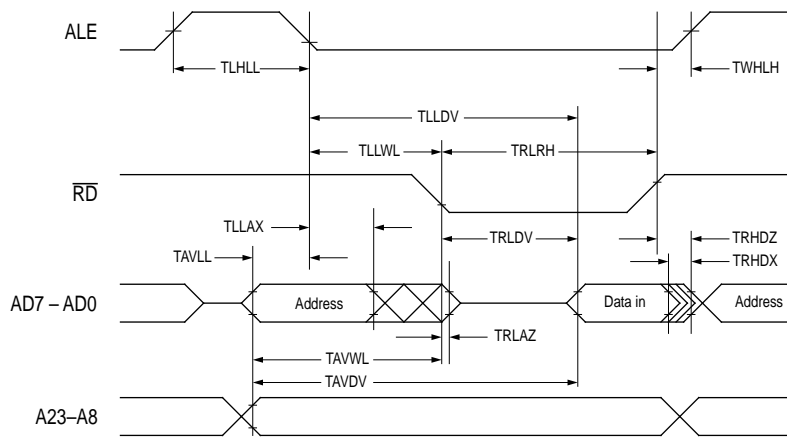 ALE
TLHLL
TWHLH
TLLDV
TLLWL
TRLRH
RD
TLLAX
TRLDV
TRHDZ
TAVLL
TRHDX
AD7 – AD0
Address
Data in
Address
TRLAZ
TAVWL
TAVDV
A23–A8